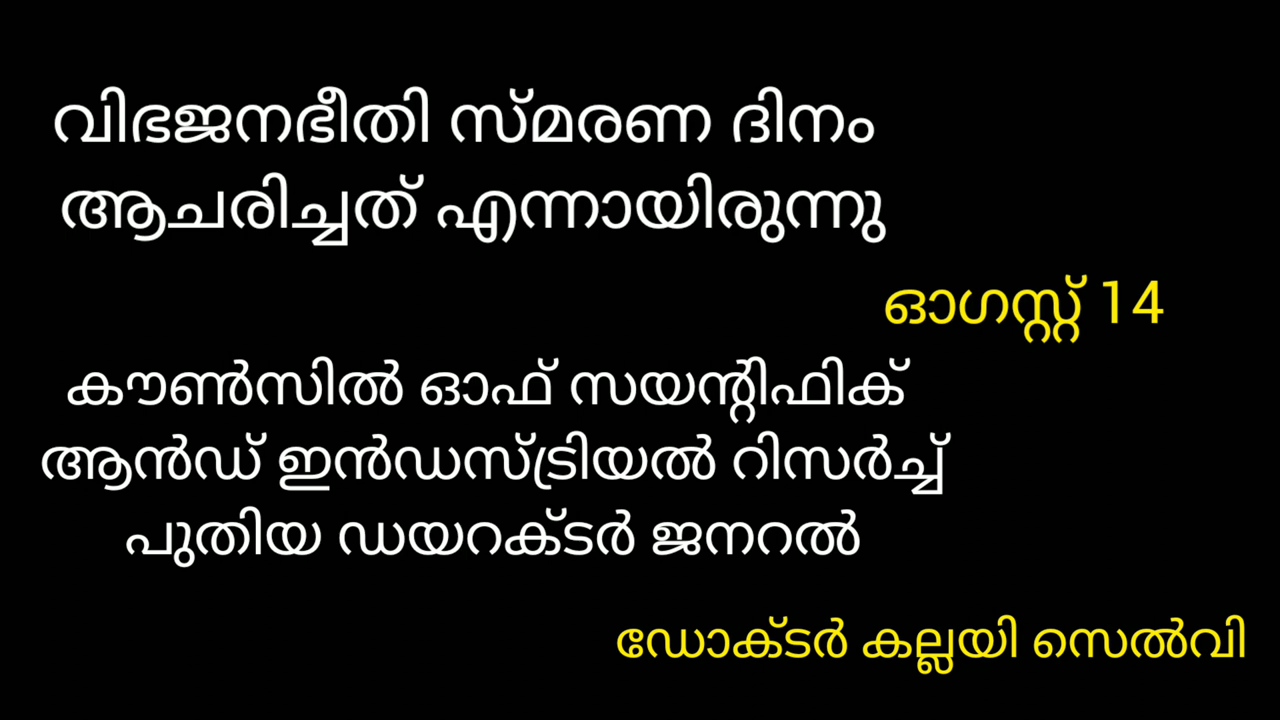 വിഭജനഭീതി സ്മരണ ദിനം
ആചരിച്ചത് എന്നായിരുന്നു
ഓഗസ്റ്റ് 14
കൗൺസിൽ ഓഫ് സയന്റിഫിക്
ആൻഡ് ഇൻഡസ്ട്രിയൽ റിസർച്ച്
പുതിയ ഡയറക്ടർ ജനറൽ
ഡോക്ടർ കല്ലയി സെൽവി